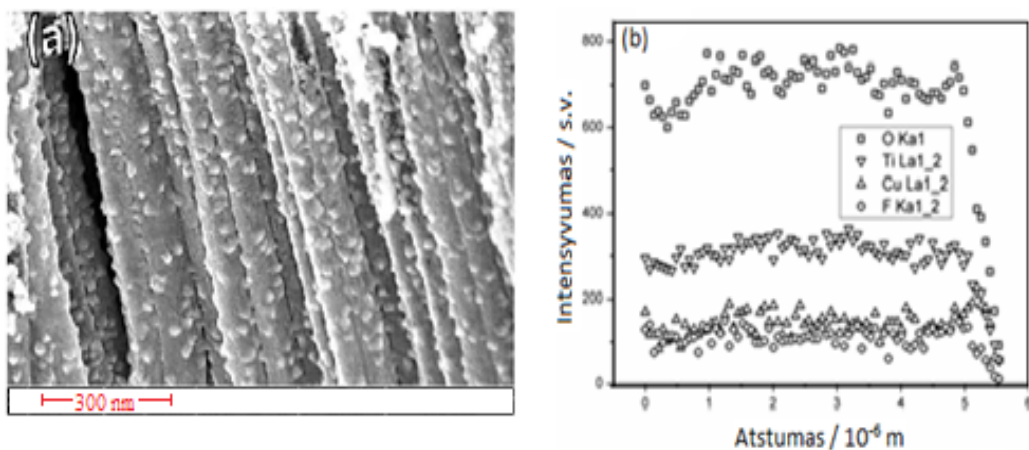 (a)
300 nm
(b)
Intensyvumas / s.v.
800
600
400
200
0
O Ka1
Ti La1_2
Cu La1_2
F Ka1_2
0 1 2 3 4 5 6
Atstumas / 10⁻⁶ m